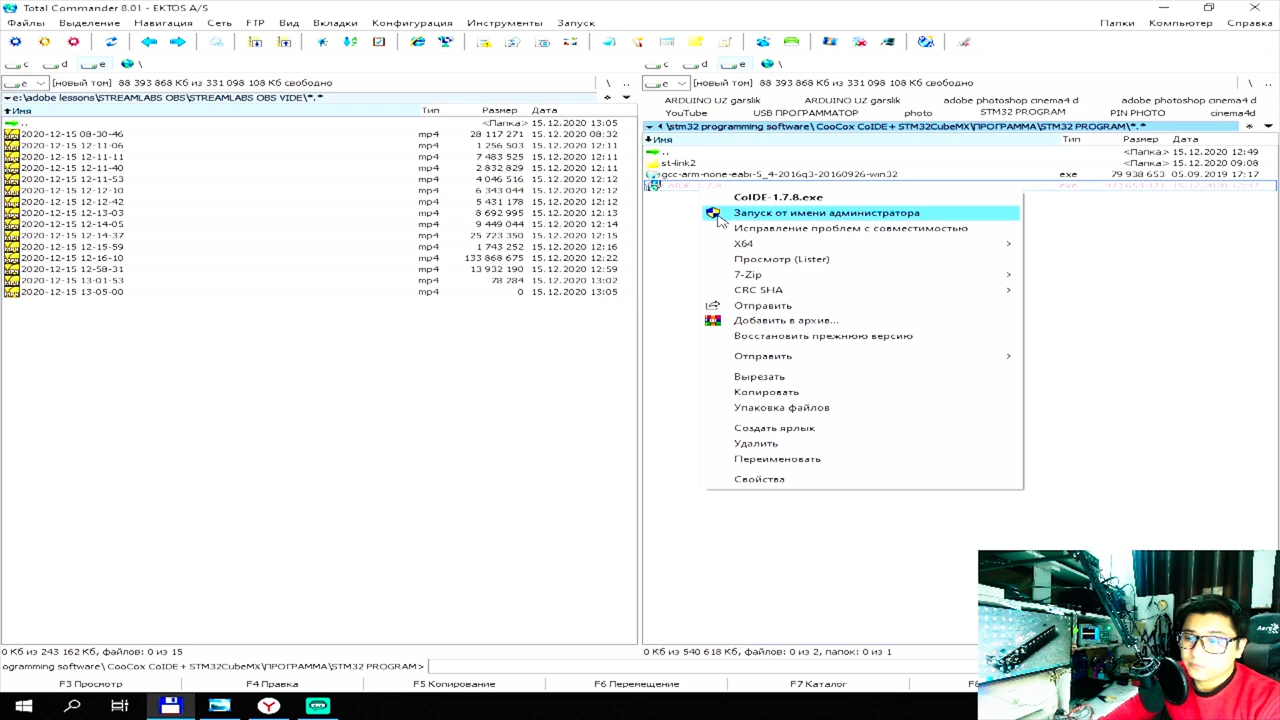 Total Commander 8.01 - EKTOS A/S
Файлы Выделение Навигация Сеть FTP Вид Вкладки Конфигурация Инструменты Запуск Папки Компьютер Справка
c d e \
c d e \
e [новый том] 88 393 868 Кб из 331 098 108 Кб свободно \ ..
e [новый том] 88 393 868 Кб из 331 098 108 Кб свободно \ ..
e:\adobe lessons\STREAMLABS OBS\STREAMLABS OBS VIDE\*.*
Имя Тип Размер Дата
.. <Папка> 15.12.2020 13:05
2020-12-15 08-30-46 mp4 28 117 271 15.12.2020 08:32
2020-12-15 12-11-06 mp4 1 256 503 15.12.2020 12:11
2020-12-15 12-11-11 mp4 7 483 525 15.12.2020 12:11
2020-12-15 12-11-40 mp4 2 832 829 15.12.2020 12:11
2020-12-15 12-11-53 mp4 4 046 516 15.12.2020 12:12
2020-12-15 12-12-10 mp4 6 343 044 15.12.2020 12:12
2020-12-15 12-12-42 mp4 5 431 178 15.12.2020 12:12
2020-12-15 12-13-03 mp4 8 692 995 15.12.2020 12:13
2020-12-15 12-14-05 mp4 9 449 044 15.12.2020 12:14
2020-12-15 12-14-37 mp4 25 723 350 15.12.2020 12:15
2020-12-15 12-15-59 mp4 1 743 252 15.12.2020 12:16
2020-12-15 12-16-10 mp4 133 868 675 15.12.2020 12:22
2020-12-15 12-58-31 mp4 13 932 190 15.12.2020 12:59
2020-12-15 13-01-53 mp4 78 284 15.12.2020 13:02
2020-12-15 13-05-00 mp4 0 15.12.2020 13:05
ARDUINO UZ garslik ARDUINO UZ garslik adobe photoshop cinema4 d adobe photoshop cinema4 d
YouTube USB ПРОГРАММАТОР photo STM32 PROGRAM PIN PHOTO cinema4d
\stm32 programming software\ CooCox CoIDE + STM32CubeMX\ПРОГРАММА\STM32 PROGRAM\*.*
Имя Тип Размер Дата
.. <Папка> 15.12.2020 12:49
st-link2 <Папка> 15.12.2020 09:08
gcc-arm-none-eabi-5_4-2016q3-20160926-win32 exe 79 938 653 05.09.2019 17:17
CoIDE-1.7.8 exe
CoIDE-1.7.8.exe
Запуск от имени администратора
Исправление проблем с совместимостью
X64
Просмотр (Lister)
7-Zip
CRC SHA
Отправить
Добавить в архив...
Восстановить прежнюю версию
Отправить
Вырезать
Копировать
Упаковка файлов
Создать ярлык
Удалить
Переименовать
Свойства
0 Кб из 243 162 Кб, файлы: 0 из 15
0 Кб из 540 618 Кб, файлы: 0 из 2, папок: 0 из 1
ogramming software\ CooCox CoIDE + STM32CubeMX\ПРОГРАММА\STM32 PROGRAM>
F3 Просмотр F4 Правка F5 Копирование F6 Перемещение F7 Каталог